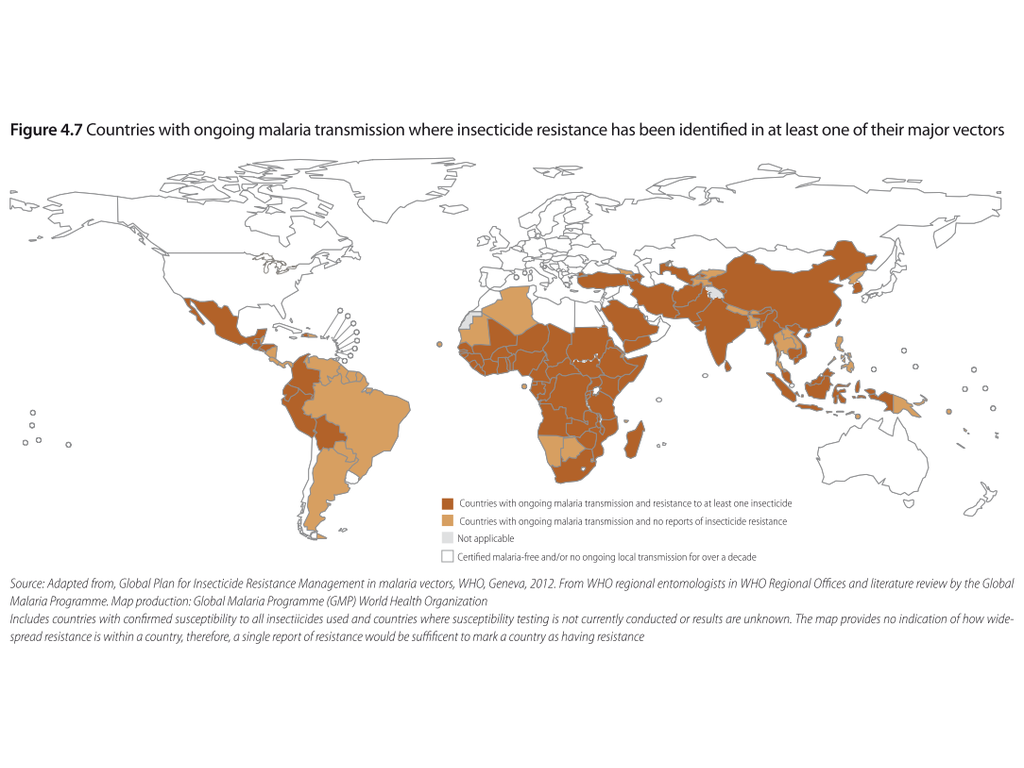 Figure 4.7 Countries with ongoing malaria transmission where insecticide resistance has been identified in at least one of their major vectors
Countries with ongoing malaria transmission and resistance to at least one insecticide
Countries with ongoing malaria transmission and no reports of insecticide resistance
Not applicable
Certified malaria-free and/or no ongoing local transmission for over a decade
Source: Adapted from, Global Plan for Insecticide Resistance Management in malaria vectors, WHO, Geneva, 2012. From WHO regional entomologists in WHO Regional Offices and literature review by the Global
Malaria Programme. Map production: Global Malaria Programme (GMP) World Health Organization
Includes countries with confirmed susceptibility to all insectiicides used and countries where susceptibility testing is not currently conducted or results are unknown. The map provides no indication of how wide-
spread resistance is within a country, therefore, a single report of resistance would be suffificent to mark a country as having resistance